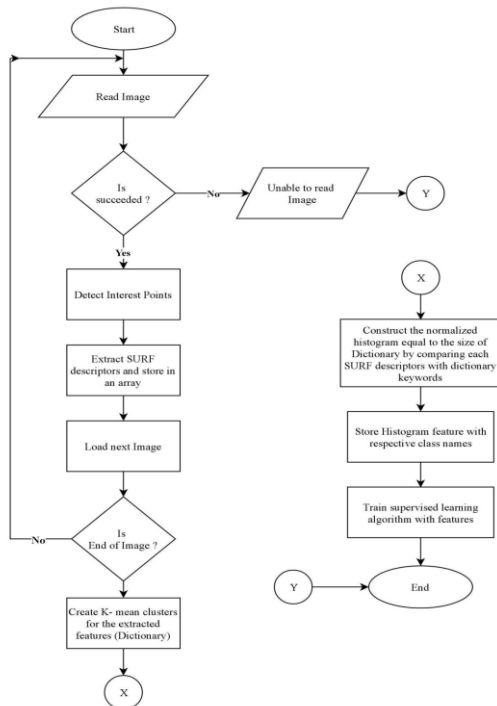 Start
Read Image
Is
succeeded ?
No
Unable to read
Image
Y
Yes
Detect Interest Points
Extract SURF
descriptors and store in
an array
Load next Image
Is
End of Image ?
No
Create K- mean clusters
for the extracted
features (Dictionary)
X
X
Construct the normalized
histogram equal to the size of
Dictionary by comparing each
SURF descriptors with dictionary
keywords
Store Histogram feature with
respective class names
Train supervised learning
algorithm with features
Y
End